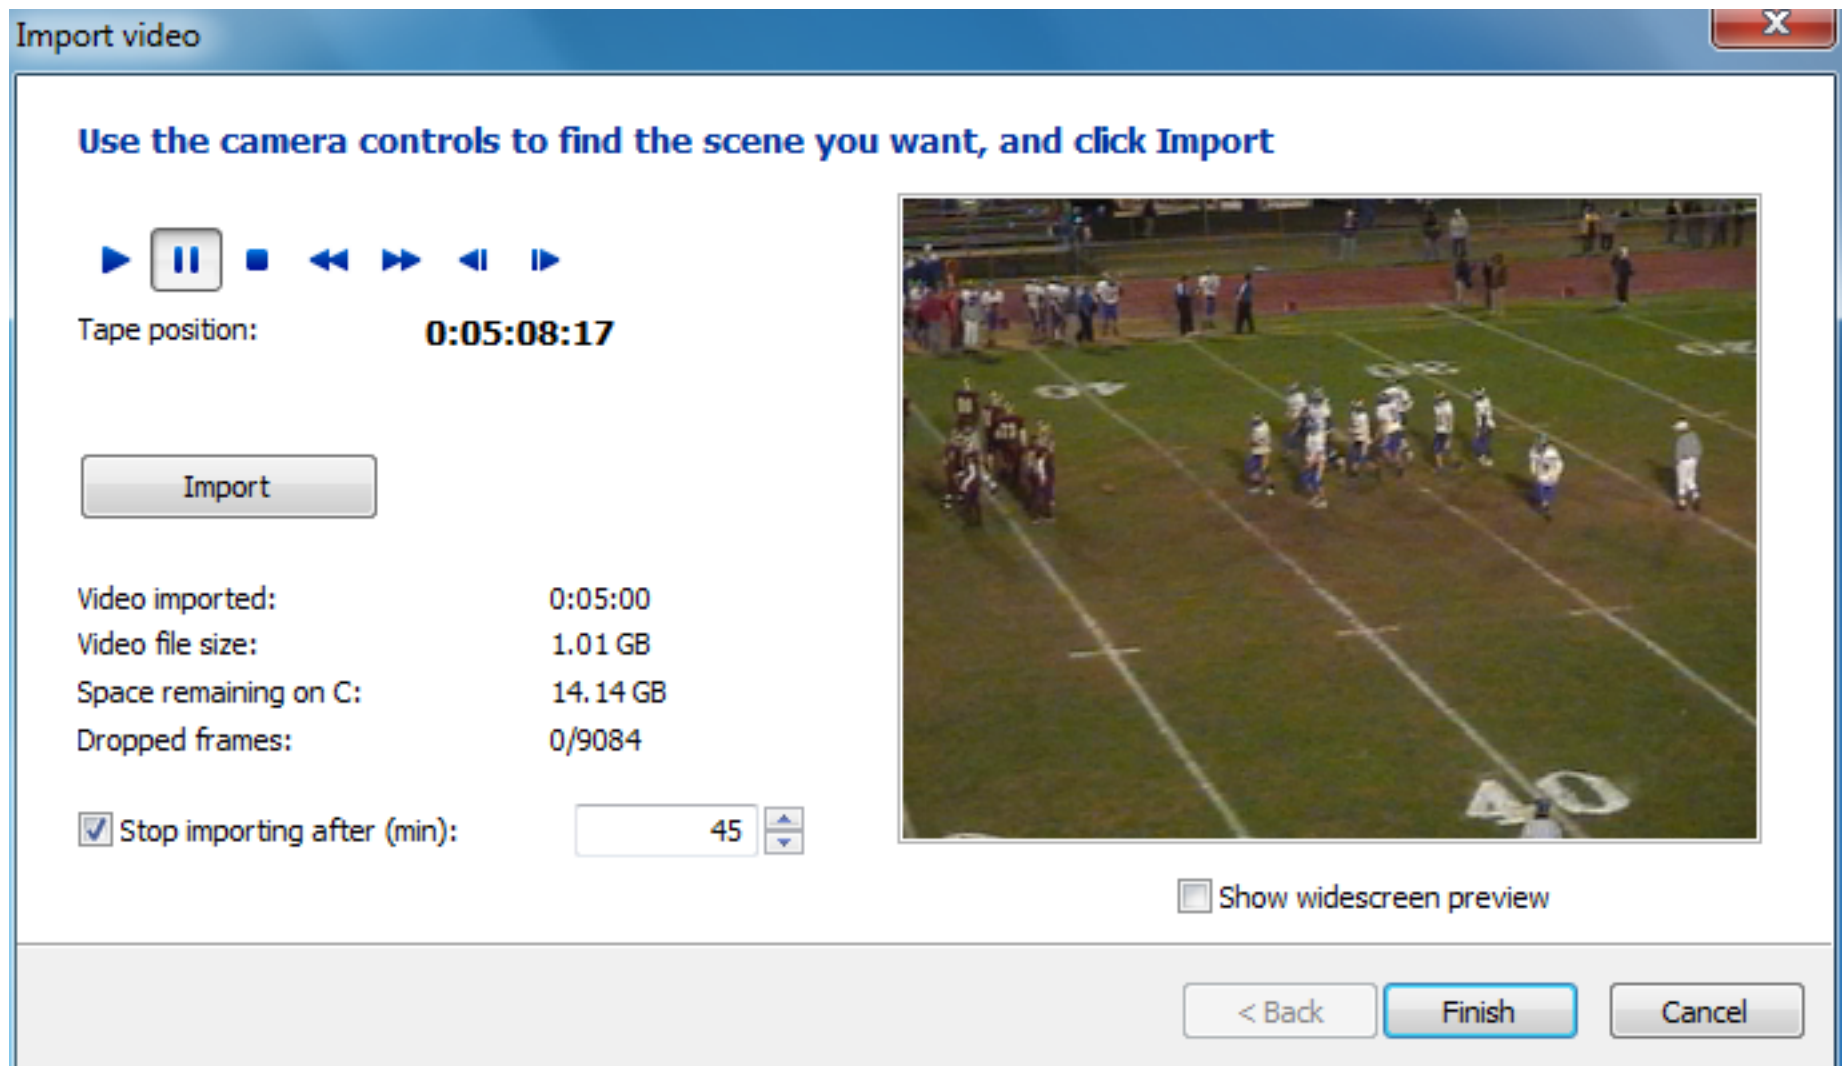 Import video
x
Use the camera controls to find the scene you want, and click Import
Tape position: 0:05:08:17
Import
Video imported: 0:05:00
Video file size: 1.01 GB
Space remaining on C: 14.14 GB
Dropped frames: 0/9084
Stop importing after (min): 45
40
Show widescreen preview
< Back Finish Cancel